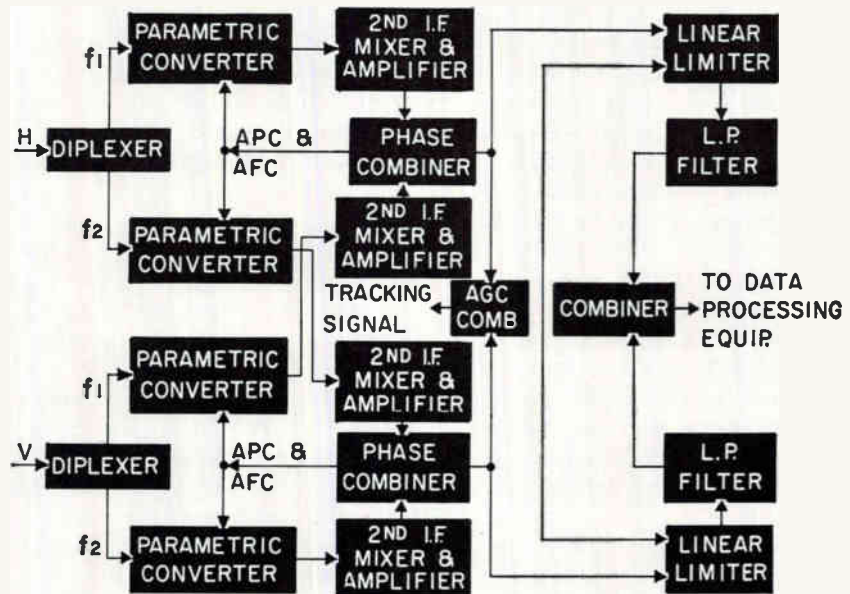 PARAMETRIC
CONVERTER
2ND I.F.
MIXER &
AMPLIFIER
LINEAR
LIMITER
f1
H
DIPLEXER
APC &
AFC
PHASE
COMBINER
L.P.
FILTER
f2
PARAMETRIC
CONVERTER
2ND I.F.
MIXER &
AMPLIFIER
TRACKING
SIGNAL
AGC
COMB
COMBINER
TO DATA
PROCESSING
EQUIP.
PARAMETRIC
CONVERTER
2ND I.F.
MIXER &
AMPLIFIER
f1
V
DIPLEXER
APC &
AFC
PHASE
COMBINER
L.P.
FILTER
f2
PARAMETRIC
CONVERTER
2ND I.F.
MIXER &
AMPLIFIER
LINEAR
LIMITER